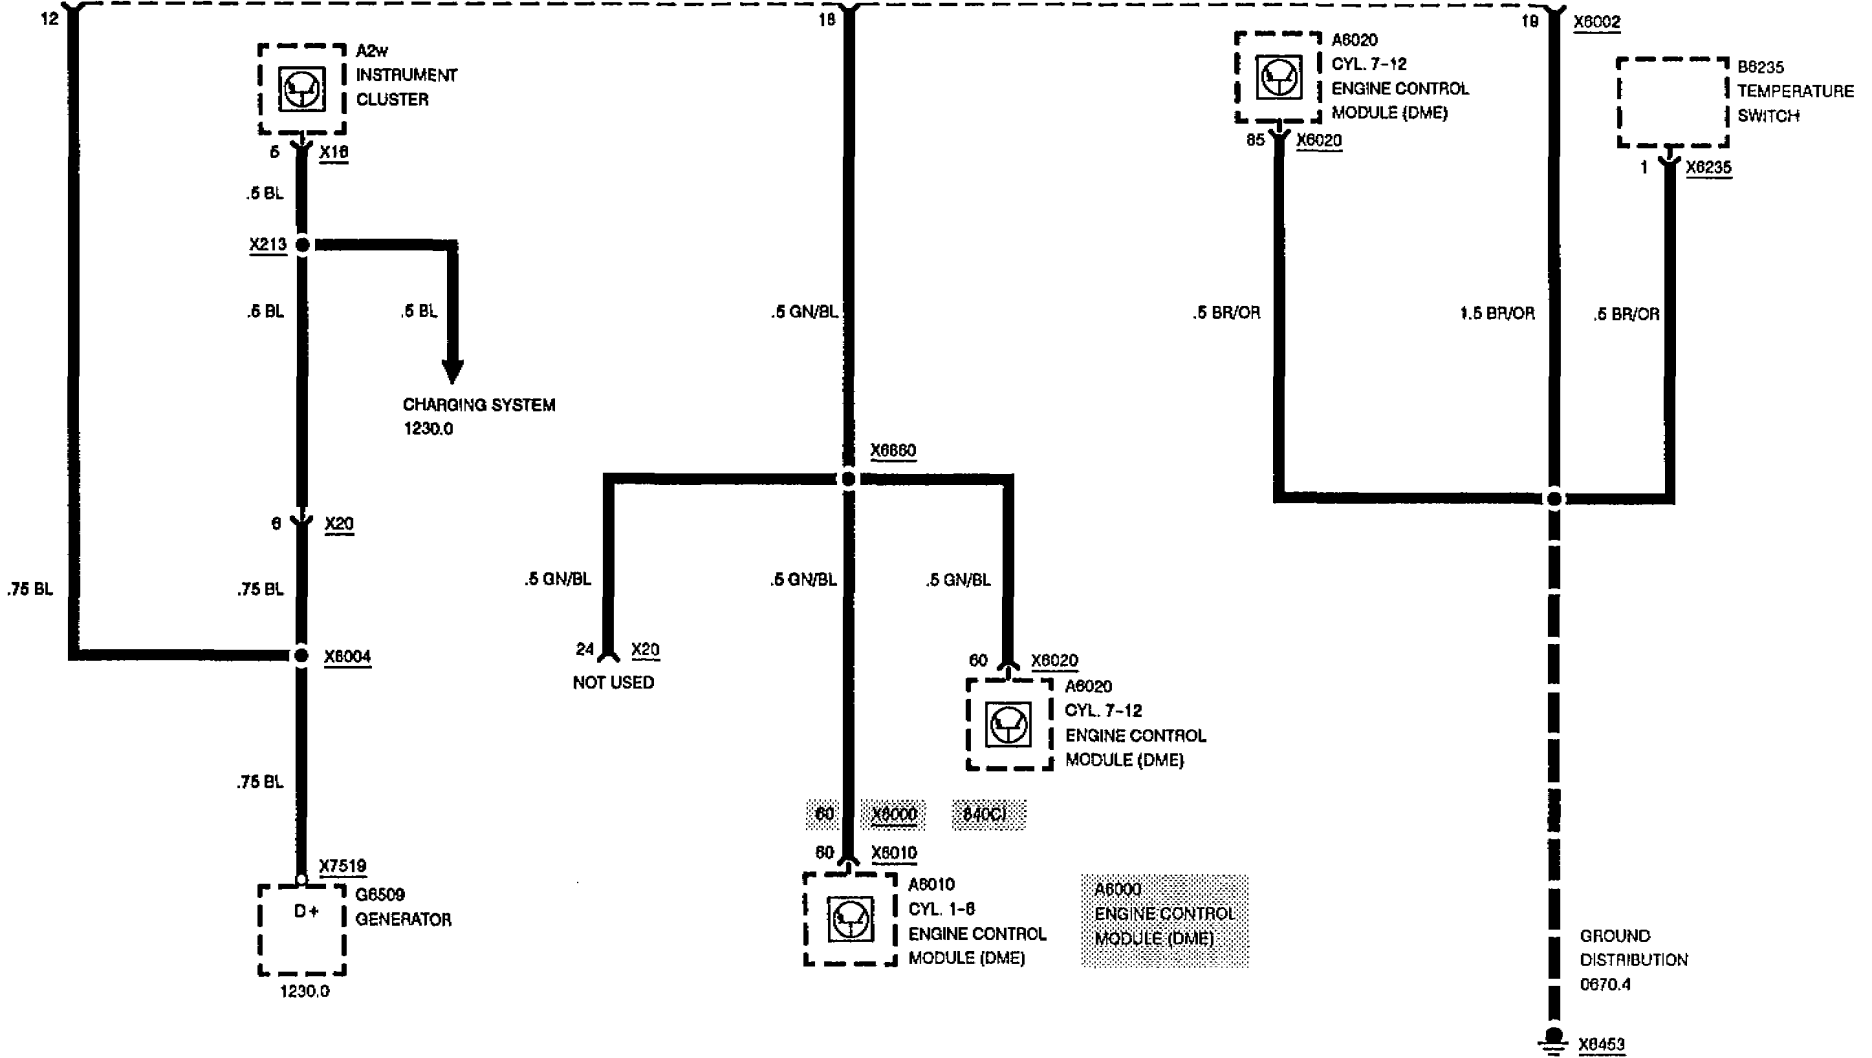 12
18
19
X6002
A2w
INSTRUMENT
CLUSTER
5
X16
.5 BL
X213
.5 BL
.5 BL
CHARGING SYSTEM
1230.0
6
X20
.75 BL
.75 BL
X6004
.75 BL
X7519
D+
G6509
GENERATOR
1230.0
.5 GN/BL
X6660
.5 GN/BL
.5 GN/BL
.5 GN/BL
24
X20
NOT USED
60
X6020
A6020
CYL. 7-12
ENGINE CONTROL
MODULE (DME)
60
X6000
840CI
60
X6010
A6010
CYL. 1-6
ENGINE CONTROL
MODULE (DME)
A6000
ENGINE CONTROL
MODULE (DME)
A6020
CYL. 7-12
ENGINE CONTROL
MODULE (DME)
85
X6020
B6235
TEMPERATURE
SWITCH
1
X6235
.5 BR/OR
1.5 BR/OR
.5 BR/OR
GROUND
DISTRIBUTION
0670.4
X6453